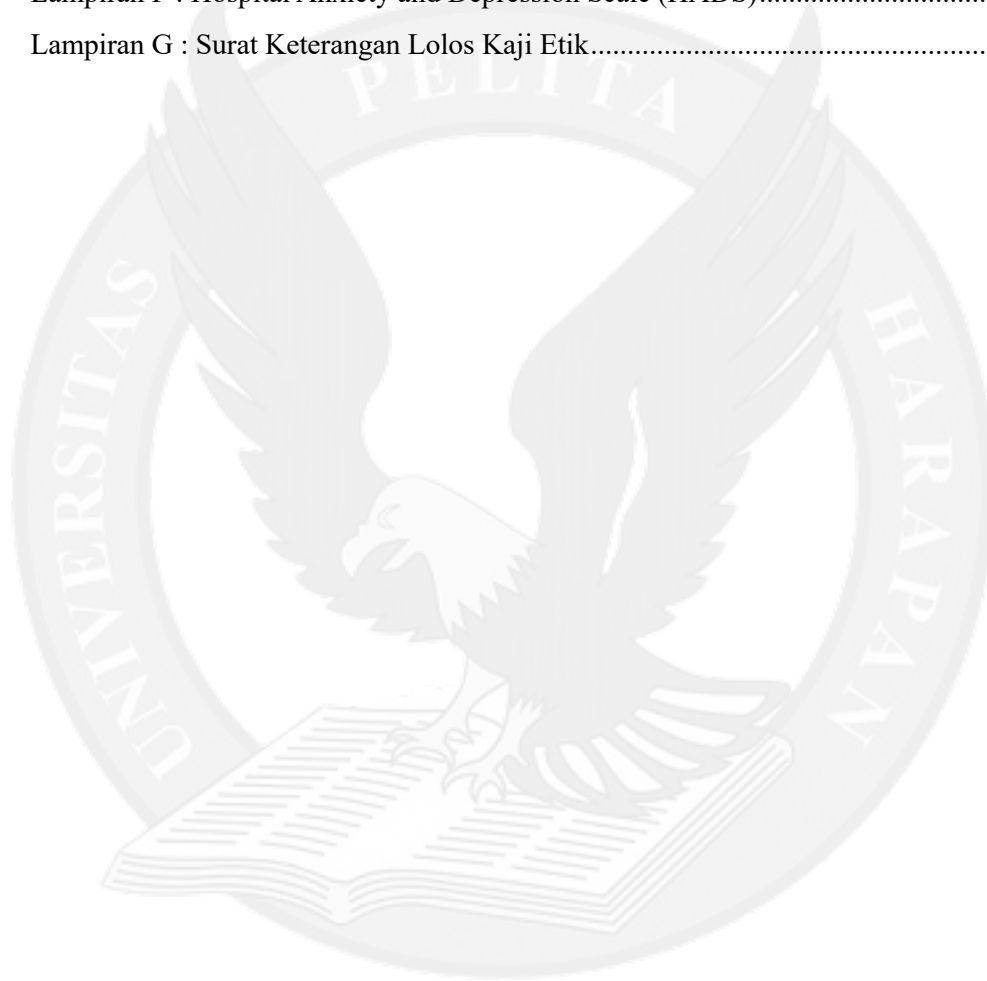 Lampiran F : Hospital Anxiety and Depression Scale (HADS)................................
Lampiran G : Surat Keterangan Lolos Kaji Etik.....................................................
UNIVERSITAS PELITA HARAPAN